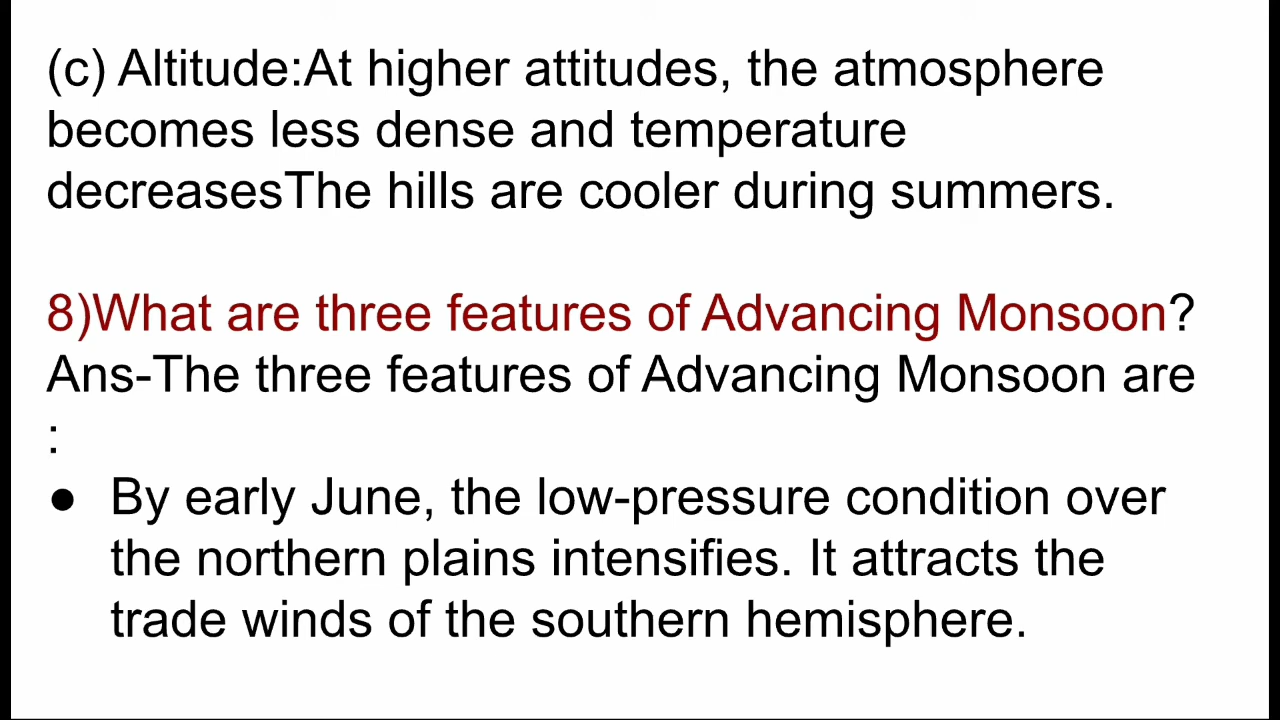 (c) Altitude:At higher attitudes, the atmosphere
becomes less dense and temperature
decreasesThe hills are cooler during summers.
8)What are three features of Advancing Monsoon?
Ans-The three features of Advancing Monsoon are
:
● By early June, the low-pressure condition over
the northern plains intensifies. It attracts the
trade winds of the southern hemisphere.